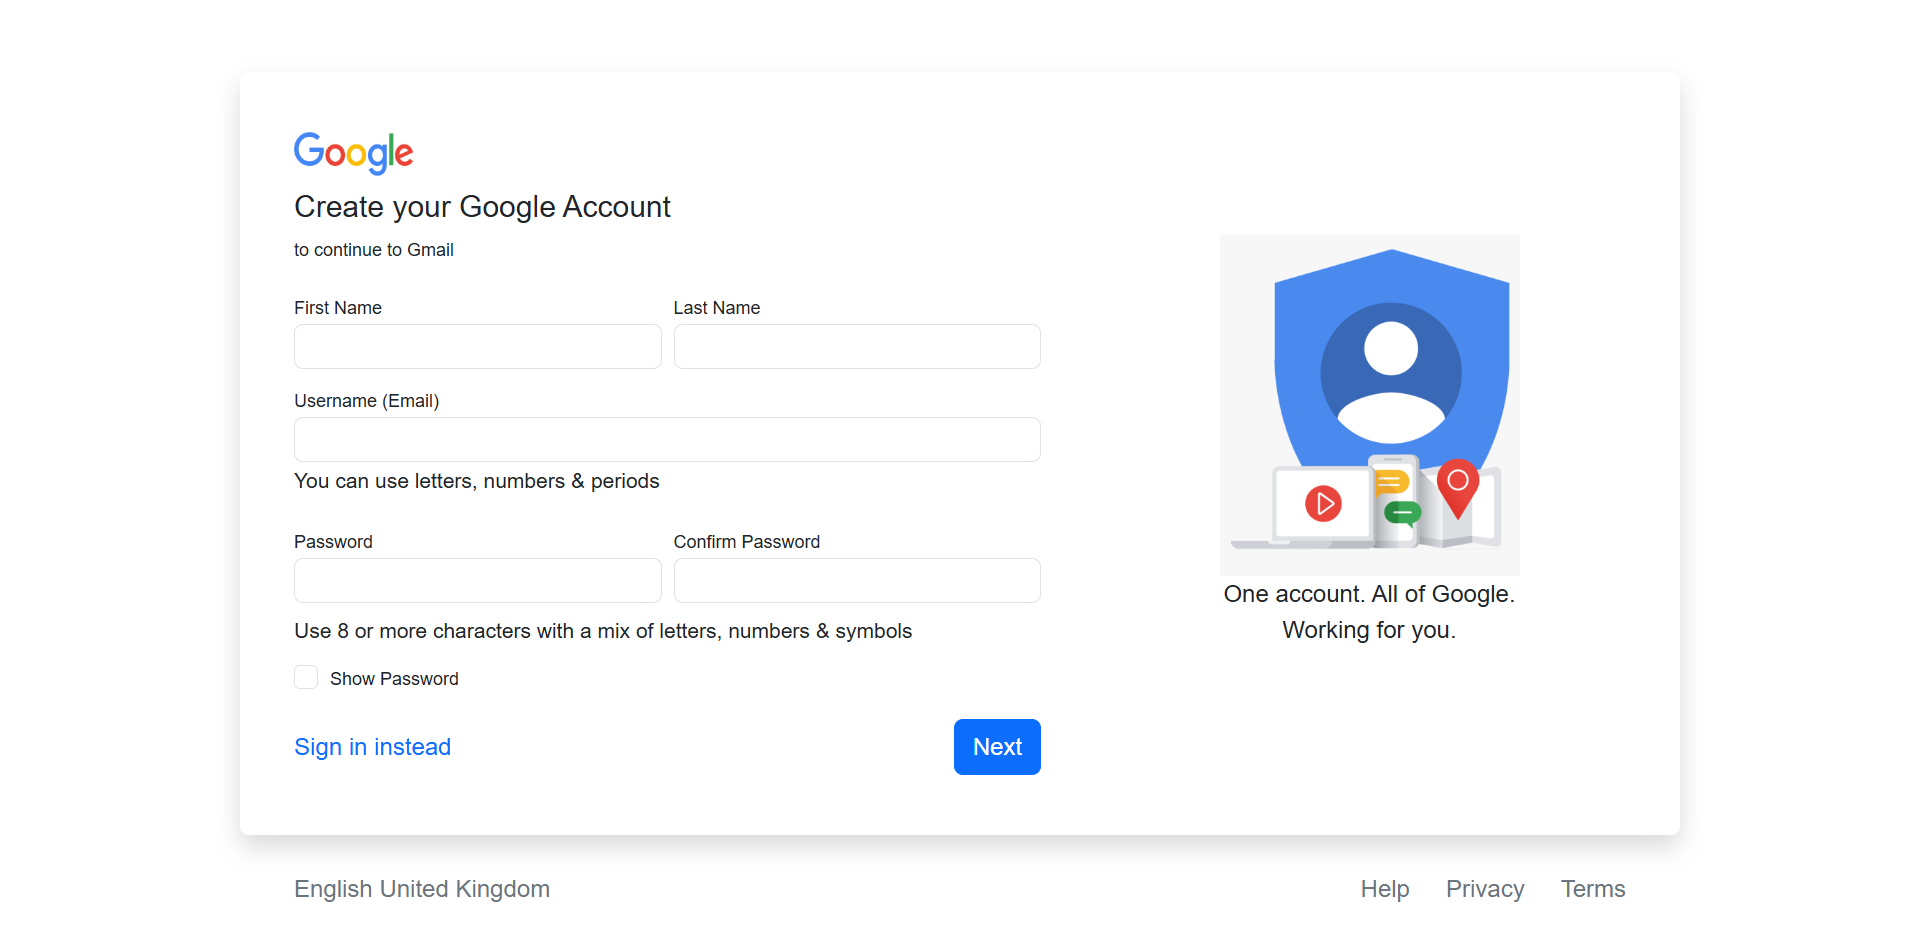 Google
Create your Google Account
to continue to Gmail
First Name Last Name
Username (Email)
You can use letters, numbers & periods
Password Confirm Password
Use 8 or more characters with a mix of letters, numbers & symbols
Show Password
Sign in instead Next
One account. All of Google.
Working for you.
English United Kingdom Help Privacy Terms